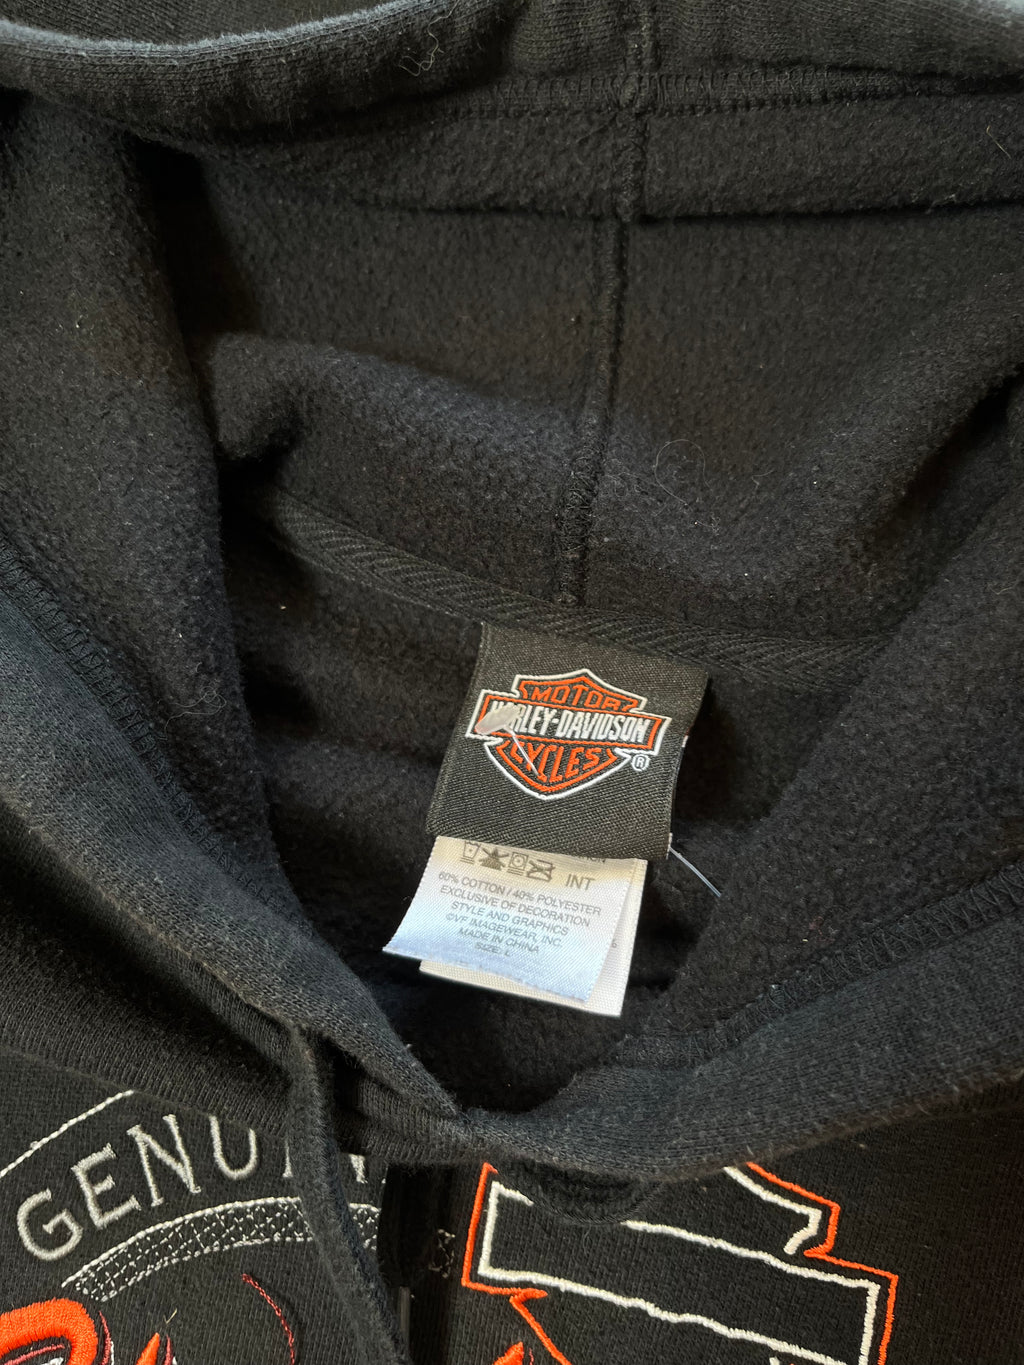 MOTOR
HARLEY-DAVIDSON
CYCLES
®
INT
60% COTTON / 40% POLYESTER
EXCLUSIVE OF DECORATION
STYLE AND GRAPHICS
©VF IMAGEWEAR, INC.
MADE IN CHINA
SIZE: L
%
GENU